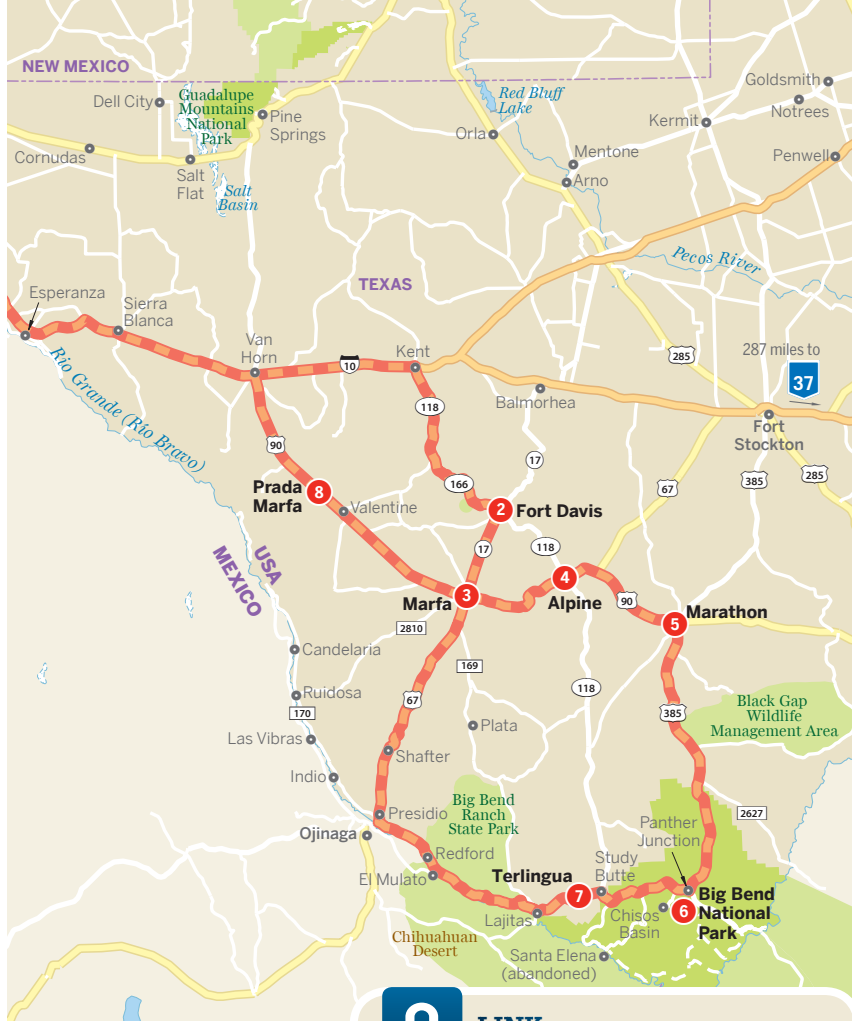 NEW MEXICO
Goldsmith
Dell City
Guadalupe
Mountains
National
Park
Red Bluff
Lake
Notrees
Pine
Springs
Orla
Kermit
Cornudas
Mentone
Penwell
Salt
Flat
Arno
Salt
Basin
Pecos River
TEXAS
Esperanza
Sierra
Blanca
Van
Horn
10
Kent
285
287 miles to
37
Rio Grande (Rio Bravo)
118
Balmorhea
Fort
Stockton
90
17
166
67
385
285
Prada
Marfa
8
Valentine
2
Fort Davis
17
118
USA
MEXICO
4
Alpine
90
Marfa
3
5
Marathon
2810
Candelaria
169
118
Ruidosa
170
67
385
Black Gap
Wildlife
Management Area
Las Vibras
Plata
Shafter
Indio
Presidio
Big Bend
Ranch
State Park
2627
Ojinaga
Panther
Junction
Redford
Study
Butte
El Mulato
Terlingua
7
Big Bend
National
Park
6
Lajitas
Chisos
Basin
Chihuahuan
Desert
Santa Elena
(abandoned)